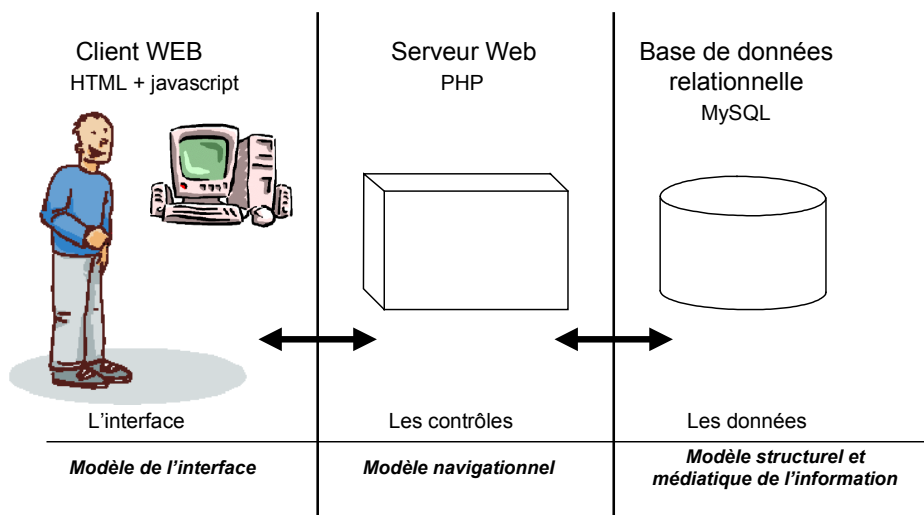 Client WEB
HTML + javascript
Serveur Web
PHP
Base de données
relationnelle
MySQL
L’interface
Les contrôles
Les données
Modèle de l’interface
Modèle navigationnel
Modèle structurel et
médiatique de l’information